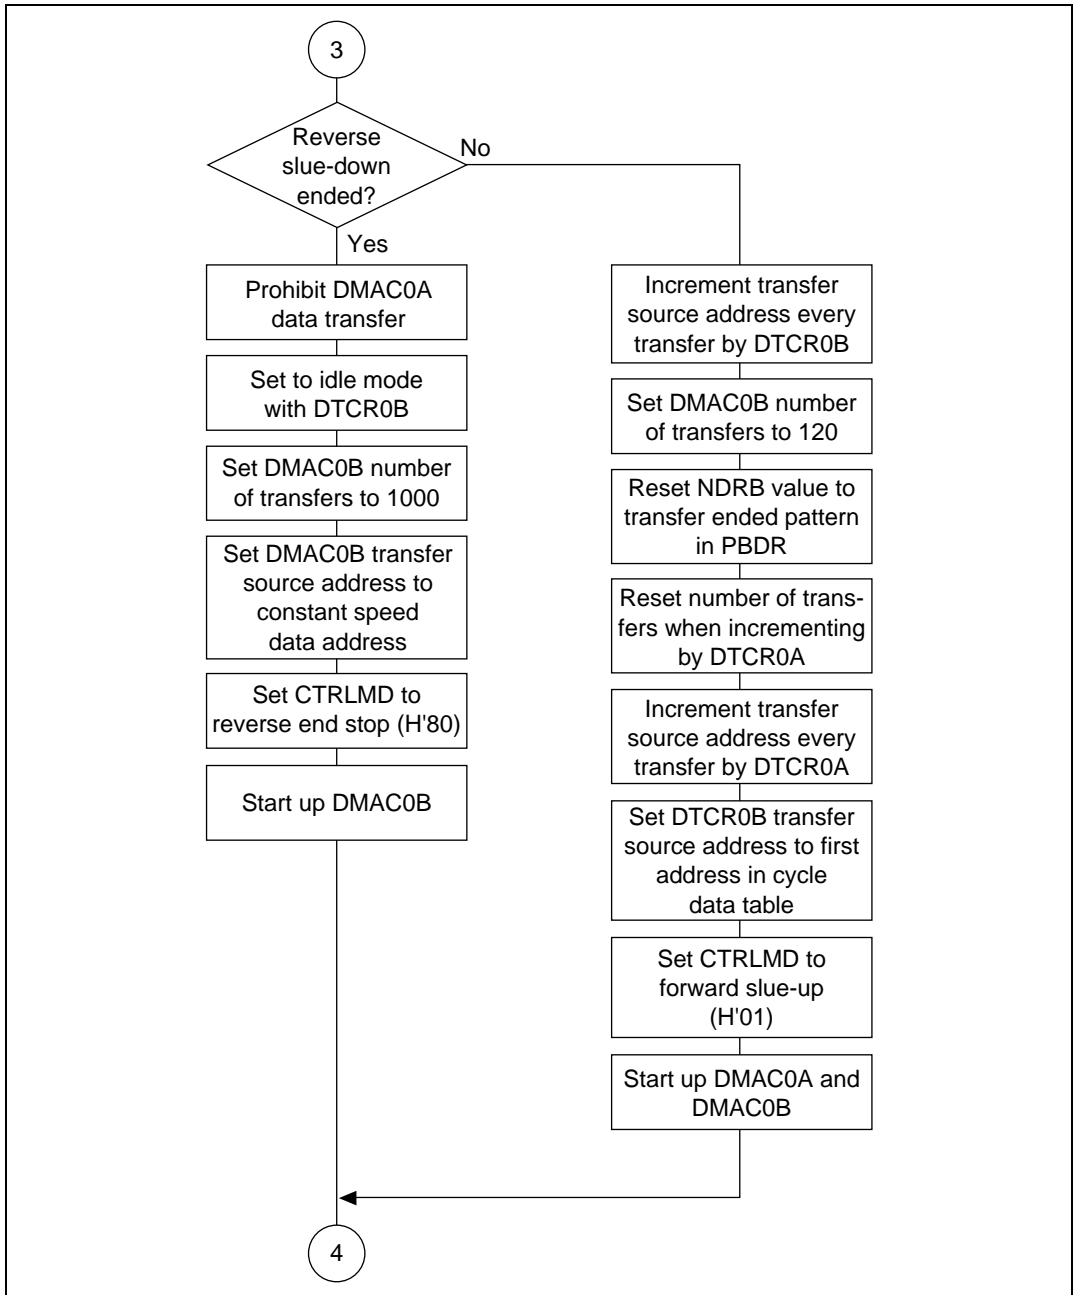 3
Reverse
slue-down
ended?
No
Yes
Prohibit DMAC0A
data transfer
Set to idle mode
with DTCR0B
Set DMAC0B number
of transfers to 1000
Set DMAC0B transfer
source address to
constant speed
data address
Set CTRLMD to
reverse end stop (H'80)
Start up DMAC0B
Increment transfer
source address every
transfer by DTCR0B
Set DMAC0B number
of transfers to 120
Reset NDRB value to
transfer ended pattern
in PBDR
Reset number of trans-
fers when incrementing
by DTCR0A
Increment transfer
source address every
transfer by DTCR0A
Set DTCR0B transfer
source address to first
address in cycle
data table
Set CTRLMD to
forward slue-up
(H'01)
Start up DMAC0A and
DMAC0B
4